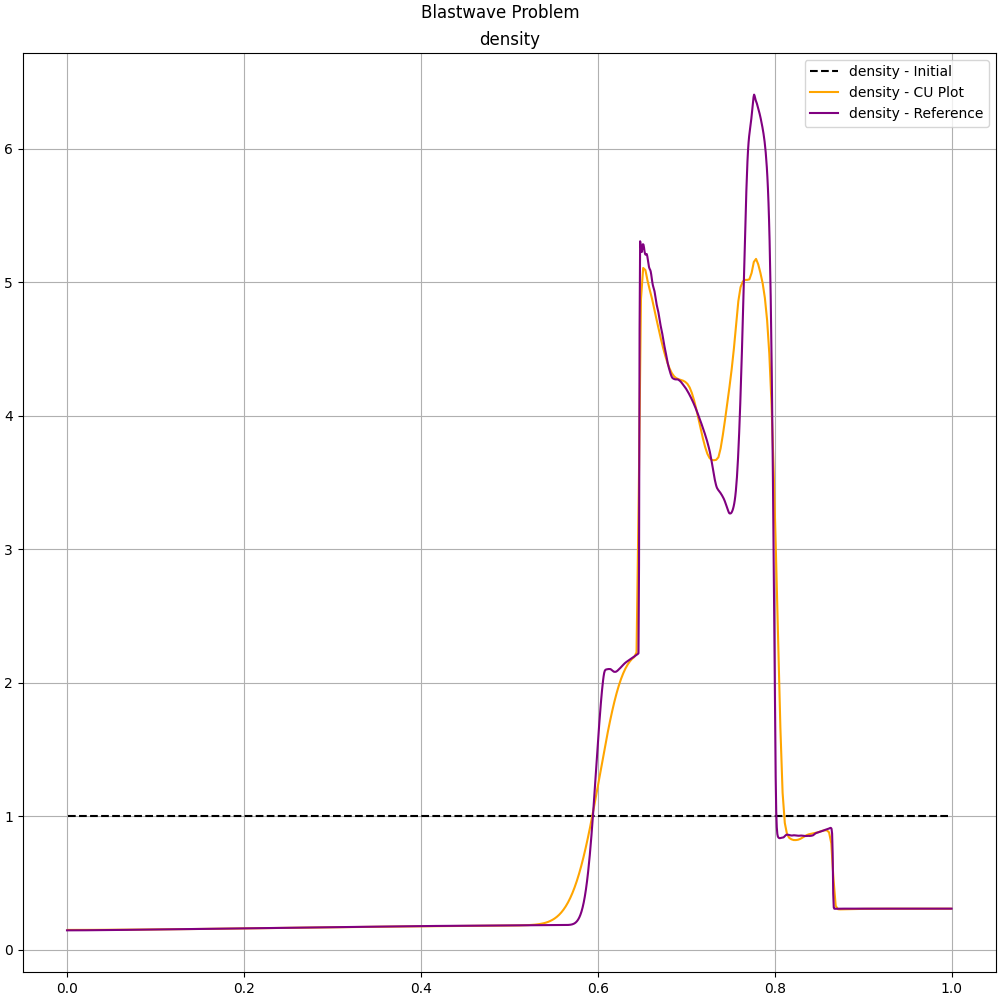 Blastwave Problem
density
density - Initial
density - CU Plot
density - Reference
6
5
4
3
2
1
0
0.0 0.2 0.4 0.6 0.8 1.0